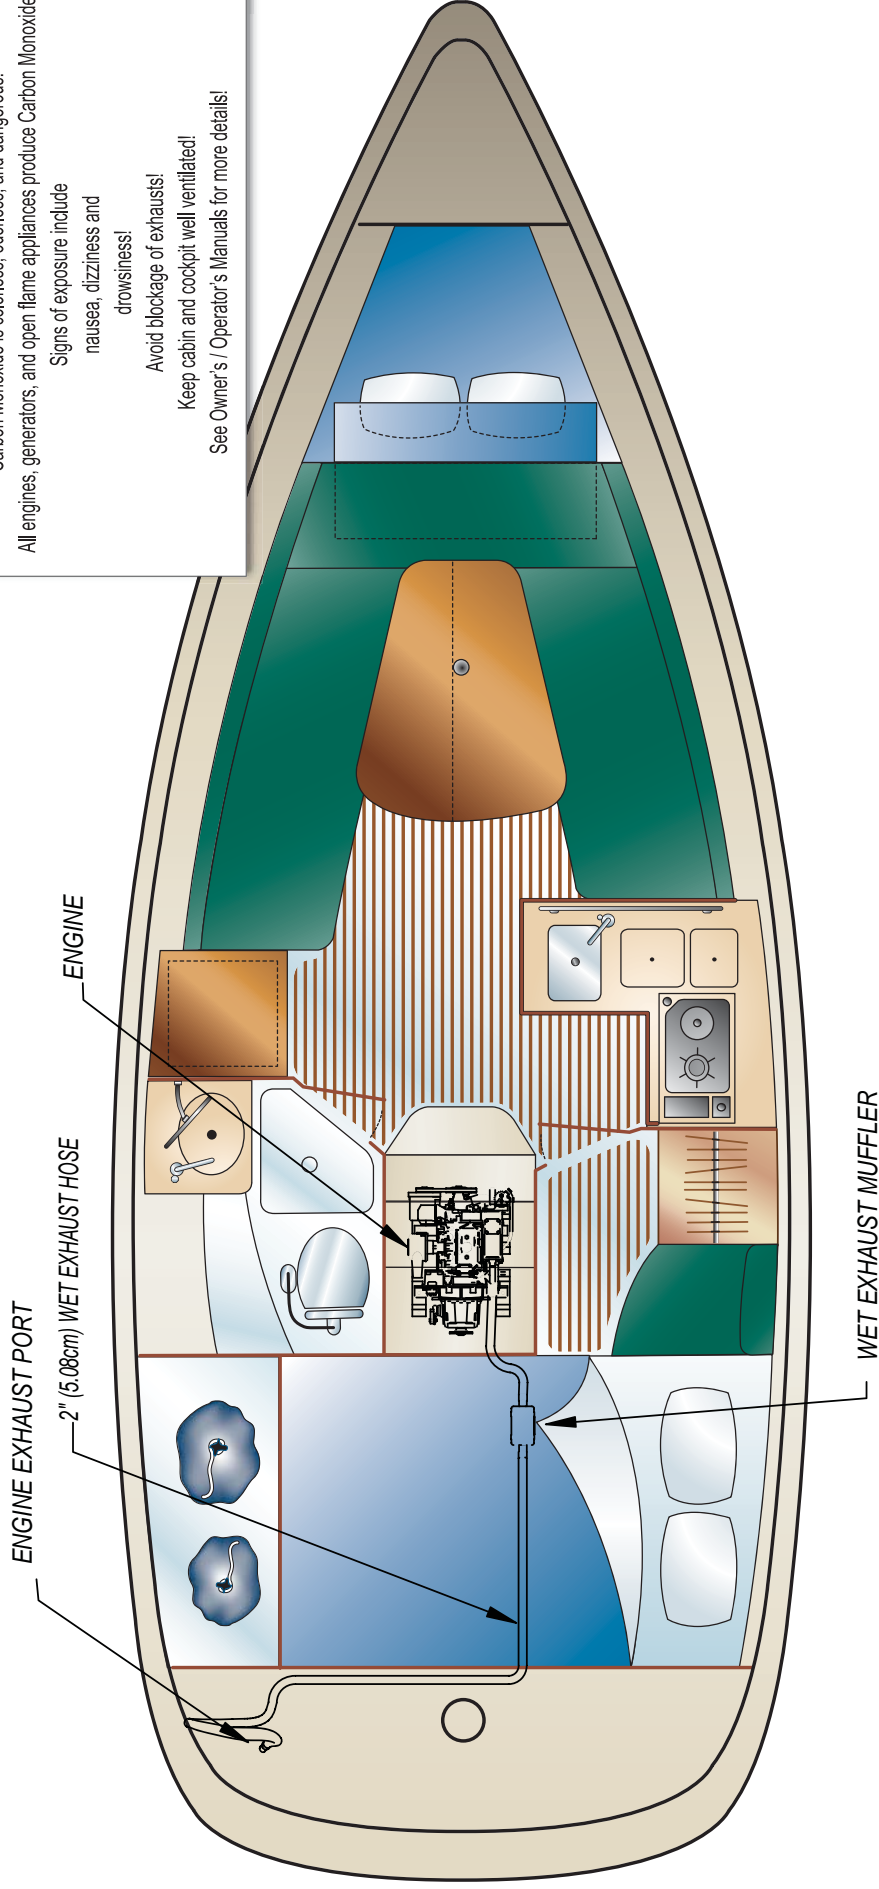 All engines, generators, and open flame appliances produce Carbon Monoxide
Signs of exposure include
nausea, dizziness and
drowsiness!
Avoid blockage of exhausts!
Keep cabin and cockpit well ventilated!
See Owner's / Operator's Manuals for more details!
ENGINE
2" (5.08cm) WET EXHAUST HOSE
ENGINE EXHAUST PORT
WET EXHAUST MUFFLER